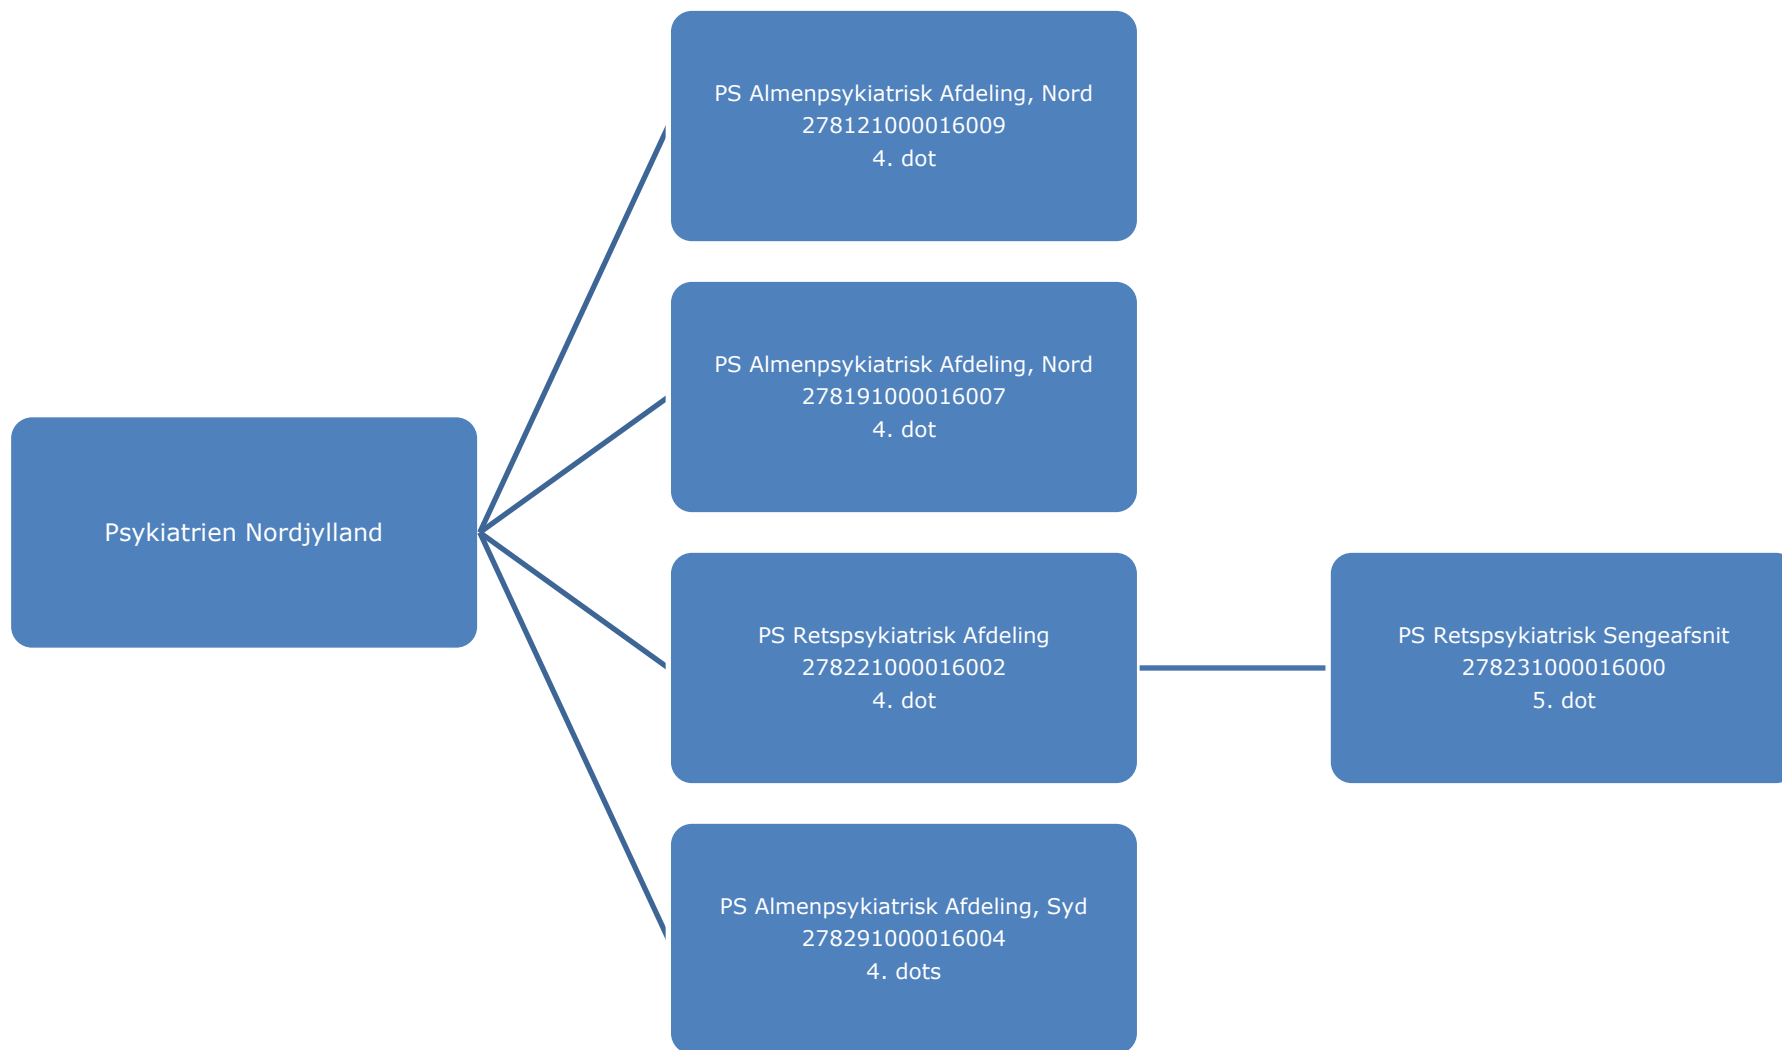 PS Almenpsykiatrisk Afdeling, Nord
278121000016009
4. dot
PS Almenpsykiatrisk Afdeling, Nord
278191000016007
4. dot
Psykiatrien Nordjylland
PS Retspsykiatrisk Afdeling
278221000016002
4. dot
PS Retspsykiatrisk Sengeafsnit
278231000016000
5. dot
PS Almenpsykiatrisk Afdeling, Syd
278291000016004
4. dots